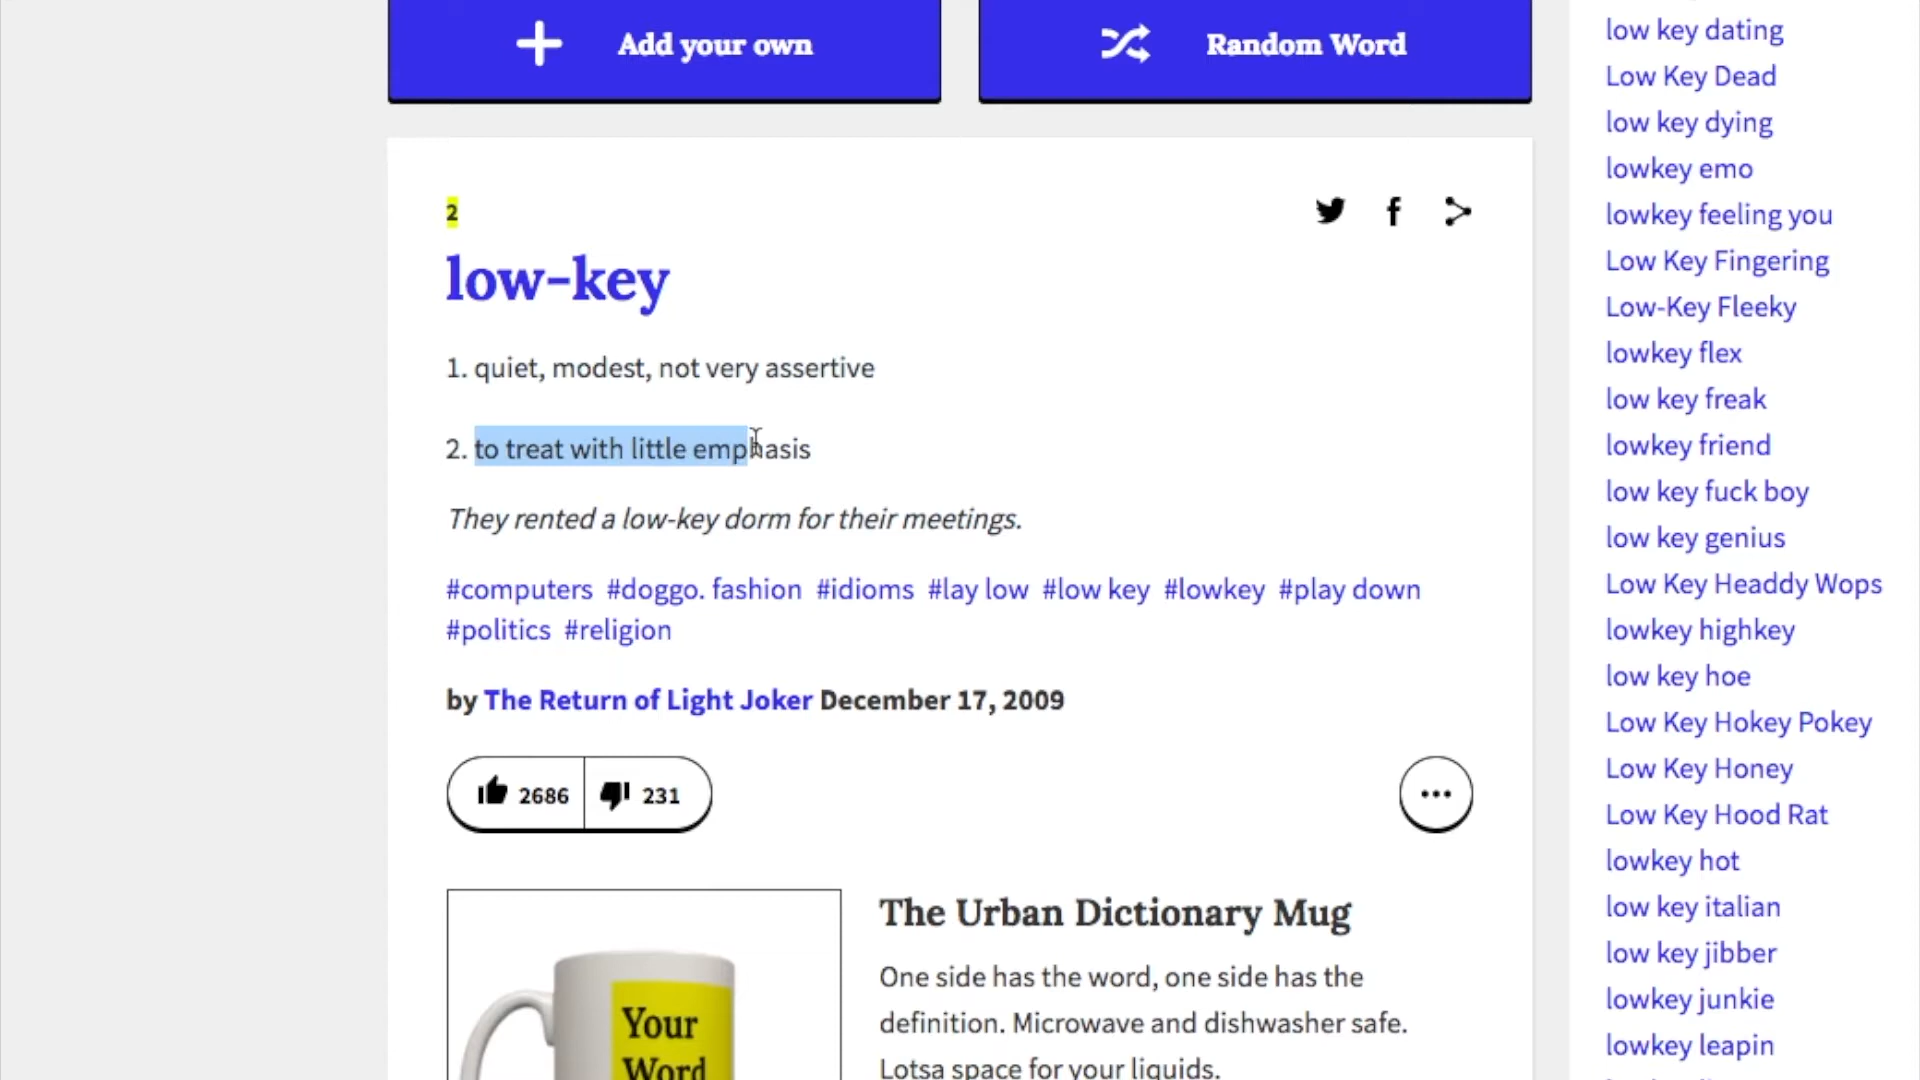 Add your own
Random Word
2
low-key
1. quiet, modest, not very assertive
2. to treat with little emphasis
They rented a low-key dorm for their meetings.
#computers #doggo. fashion #idioms #lay low #low key #lowkey #play down
#politics #religion
by The Return of Light Joker December 17, 2009
2686
231
The Urban Dictionary Mug
One side has the word, one side has the
definition. Microwave and dishwasher safe.
Lotsa space for your liquids.
Your
Word
low key dating
Low Key Dead
low key dying
lowkey emo
lowkey feeling you
Low Key Fingering
Low-Key Fleeky
lowkey flex
low key freak
lowkey friend
low key fuck boy
low key genius
Low Key Headdy Wops
lowkey highkey
low key hoe
Low Key Hokey Pokey
Low Key Honey
Low Key Hood Rat
lowkey hot
low key italian
low key jibber
lowkey junkie
lowkey leapin